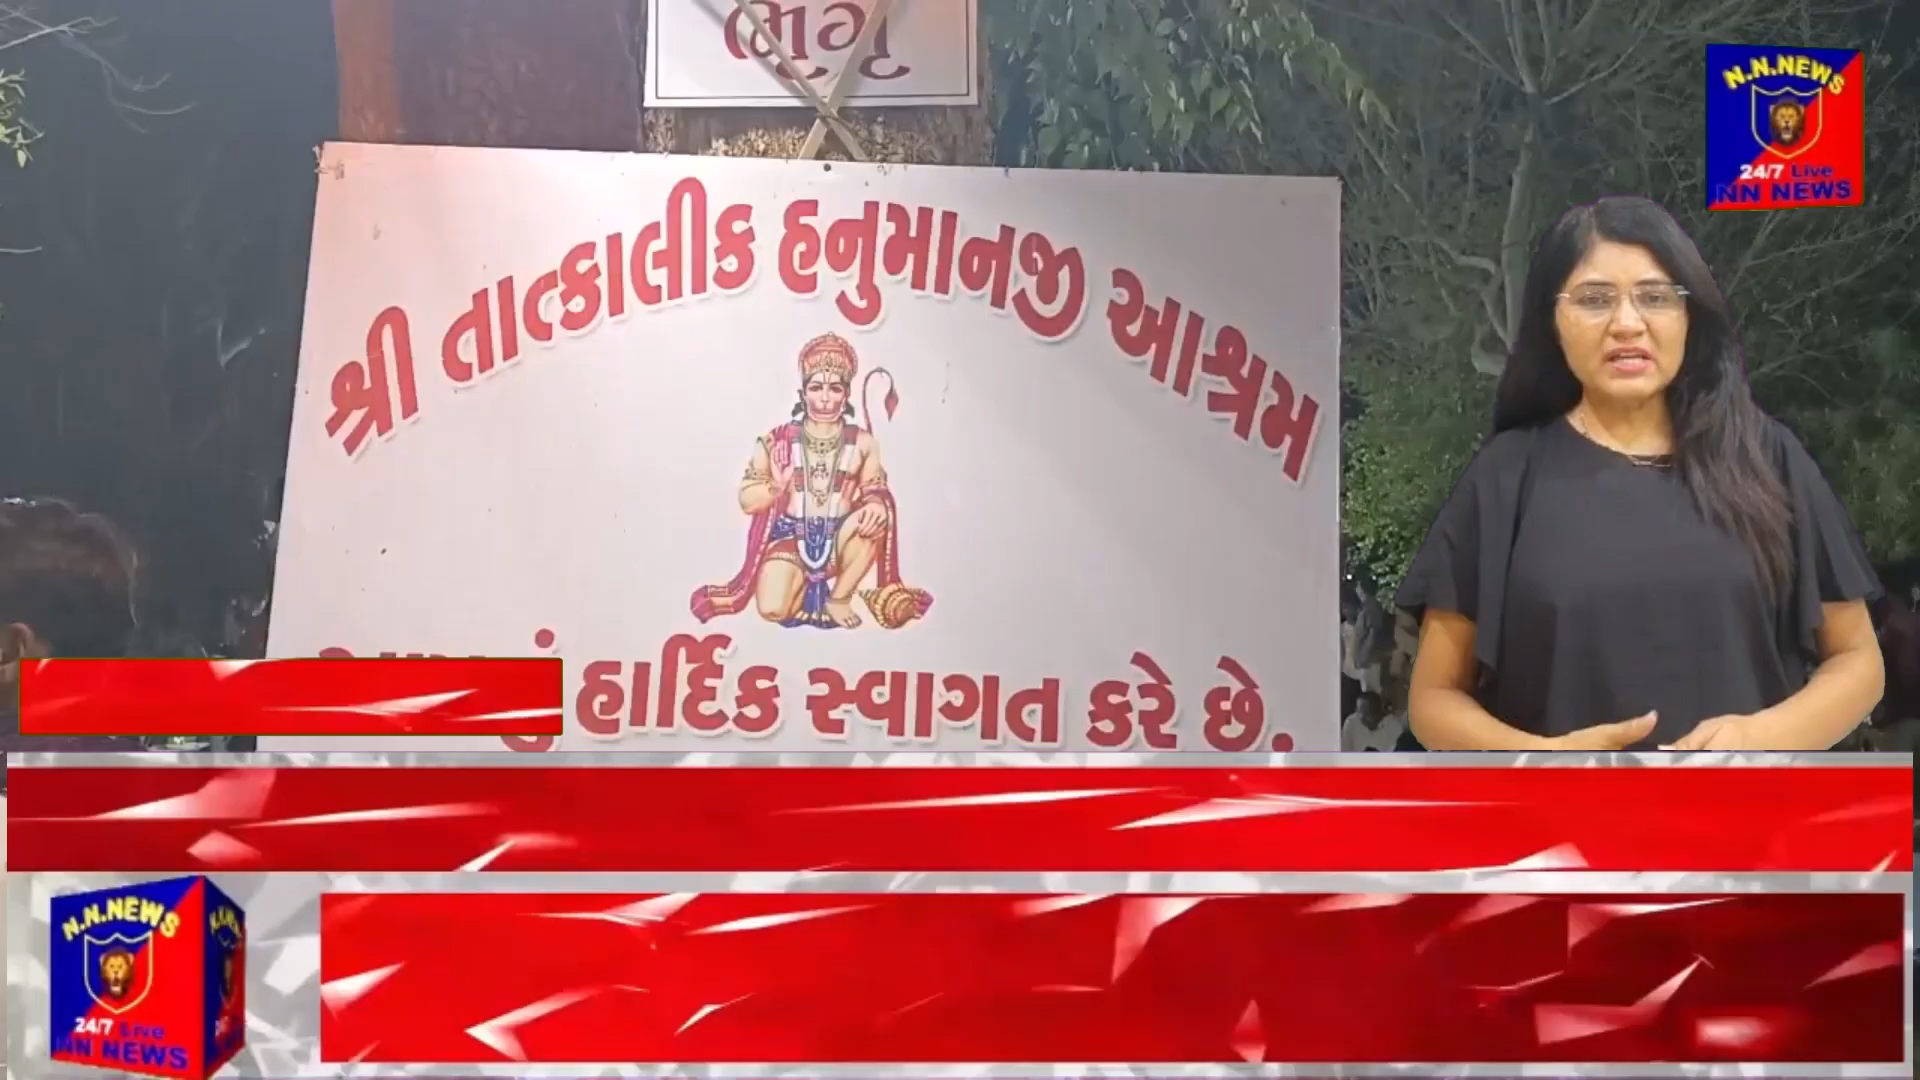 ભૃગુ
N.N.NEWS
24/7 Live
NN NEWS
શ્રી તાત્કાલીક હનુમાનજી આશ્રમ
હાર્દિક સ્વાગત કરે છે.
N.N.NEWS
24/7 Live
NN NEWS